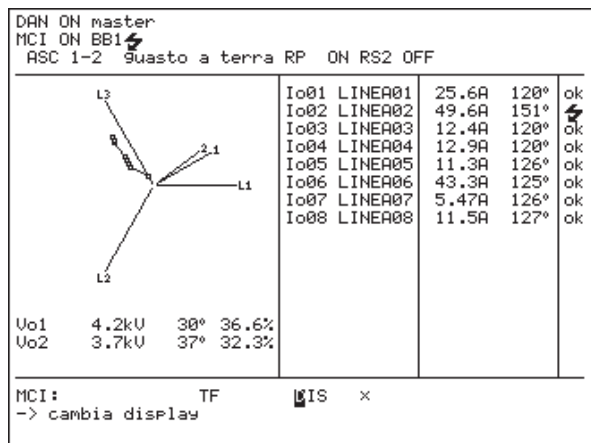 DAN ON master
MCI ON BB1
ASC 1-2 guasto a terra RP ON RS2 OFF
L3
2
1
L1
L2
Io01 LINEA01 25.6A 120° ok
Io02 LINEA02 49.6A 151°
Io03 LINEA03 12.4A 120° ok
Io04 LINEA04 12.9A 120° ok
Io05 LINEA05 11.3A 126° ok
Io06 LINEA06 43.3A 125° ok
Io07 LINEA07 5.47A 126° ok
Io08 LINEA08 11.5A 127° ok
Vo1 4.2kV 30° 36.6%
Vo2 3.7kV 37° 32.3%
MCI: TF DIS ×
-> cambia display